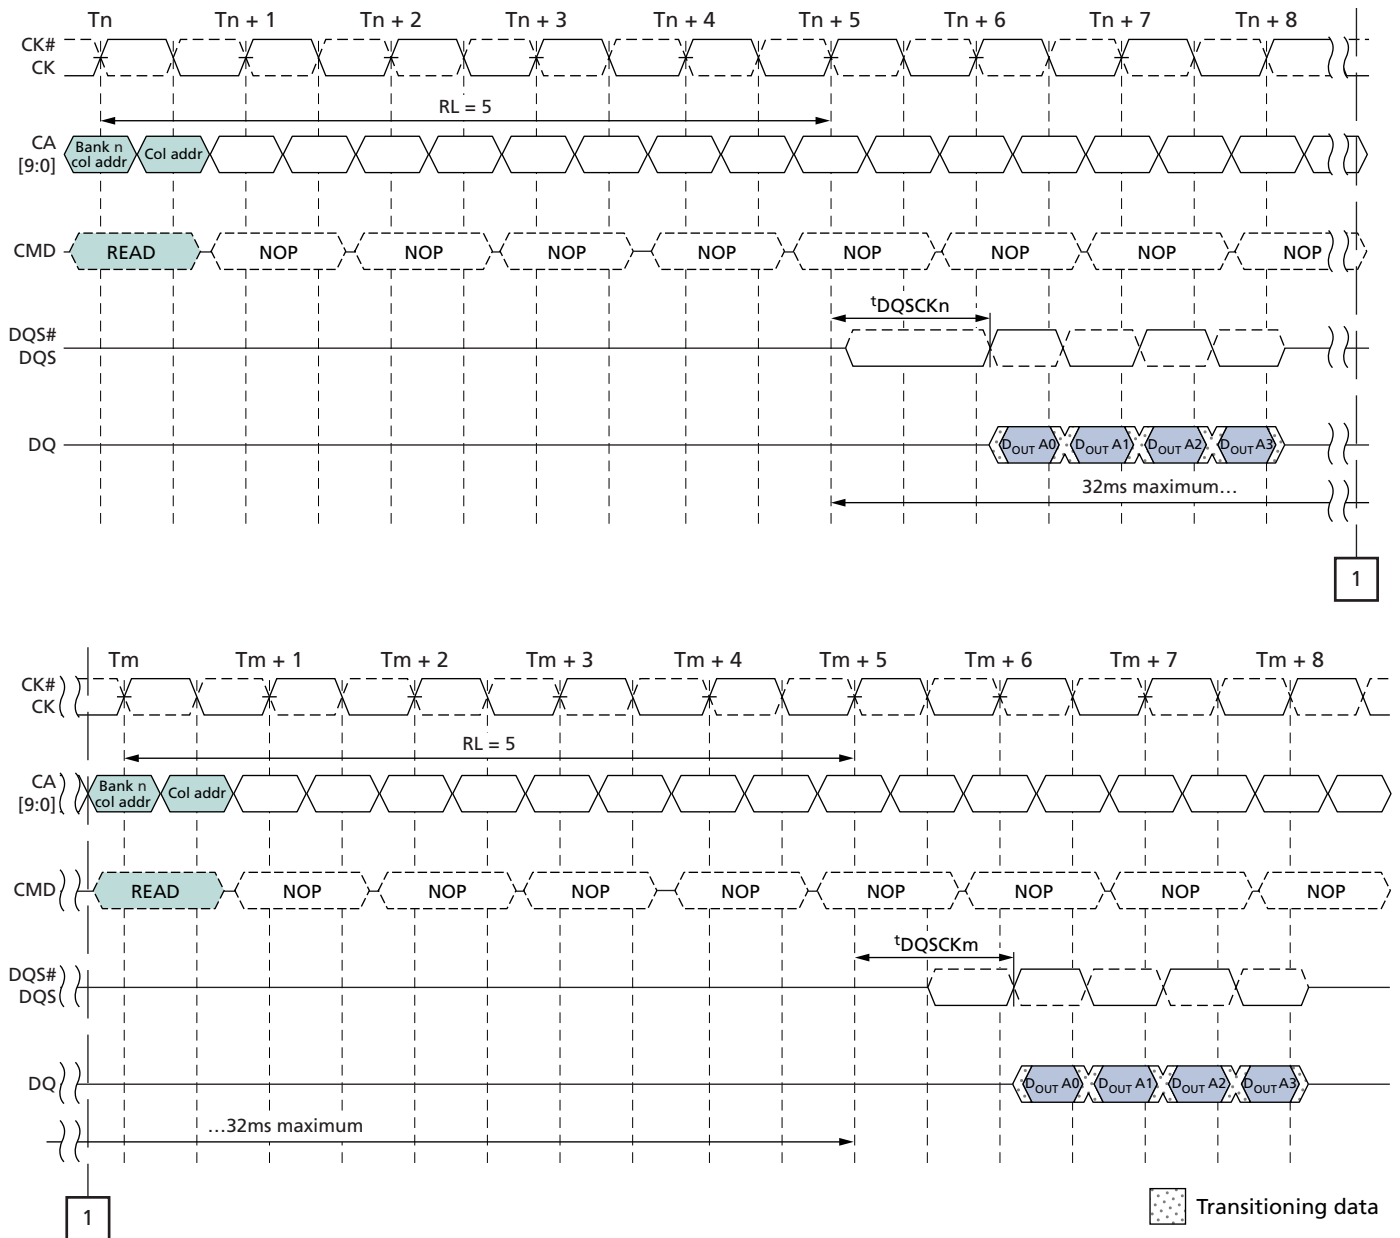 Tn Tn + 1 Tn + 2 Tn + 3 Tn + 4 Tn + 5 Tn + 6 Tn + 7 Tn + 8
CK#
CK
RL = 5
CA
[9:0]
Bank n
col addr
Col addr
CMD READ NOP NOP NOP NOP NOP NOP NOP NOP
tDQSCKn
DQS#
DQS
DQ DOUT A0 DOUT A1 DOUT A2 DOUT A3
32ms maximum…
1
Tm Tm + 1 Tm + 2 Tm + 3 Tm + 4 Tm + 5 Tm + 6 Tm + 7 Tm + 8
CK#
CK
RL = 5
CA
[9:0]
Bank n
col addr
Col addr
CMD READ NOP NOP NOP NOP NOP NOP NOP NOP
tDQSCKm
DQS#
DQS
DQ DOUT A0 DOUT A1 DOUT A2 DOUT A3
…32ms maximum
1
Transitioning data